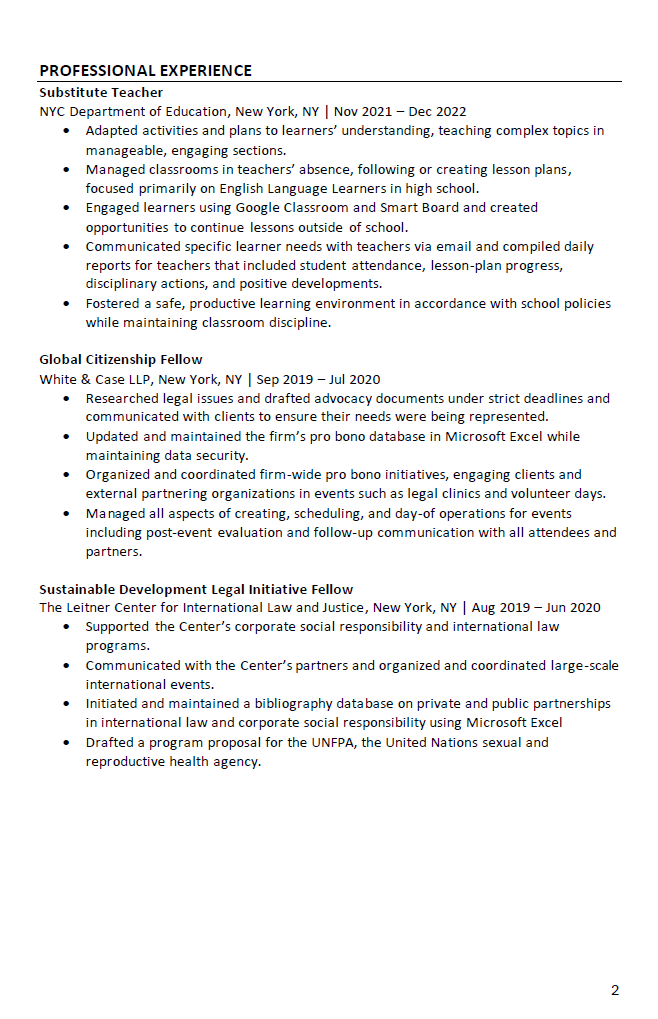 PROFESSIONAL EXPERIENCE
Substitute Teacher
NYC Department of Education, New York, NY | Nov 2021 – Dec 2022
• Adapted activities and plans to learners’ understanding, teaching complex topics in
manageable, engaging sections.
• Managed classrooms in teachers’ absence, following or creating lesson plans,
focused primarily on English Language Learners in high school.
• Engaged learners using Google Classroom and Smart Board and created
opportunities to continue lessons outside of school.
• Communicated specific learner needs with teachers via email and compiled daily
reports for teachers that included student attendance, lesson-plan progress,
disciplinary actions, and positive developments.
• Fostered a safe, productive learning environment in accordance with school policies
while maintaining classroom discipline.
Global Citizenship Fellow
White & Case LLP, New York, NY | Sep 2019 – Jul 2020
• Researched legal issues and drafted advocacy documents under strict deadlines and
communicated with clients to ensure their needs were being represented.
• Updated and maintained the firm’s pro bono database in Microsoft Excel while
maintaining data security.
• Organized and coordinated firm-wide pro bono initiatives, engaging clients and
external partnering organizations in events such as legal clinics and volunteer days.
• Managed all aspects of creating, scheduling, and day-of operations for events
including post-event evaluation and follow-up communication with all attendees and
partners.
Sustainable Development Legal Initiative Fellow
The Leitner Center for International Law and Justice, New York, NY | Aug 2019 – Jun 2020
• Supported the Center’s corporate social responsibility and international law
programs.
• Communicated with the Center’s partners and organized and coordinated large-scale
international events.
• Initiated and maintained a bibliography database on private and public partnerships
in international law and corporate social responsibility using Microsoft Excel
• Drafted a program proposal for the UNFPA, the United Nations sexual and
reproductive health agency.
2